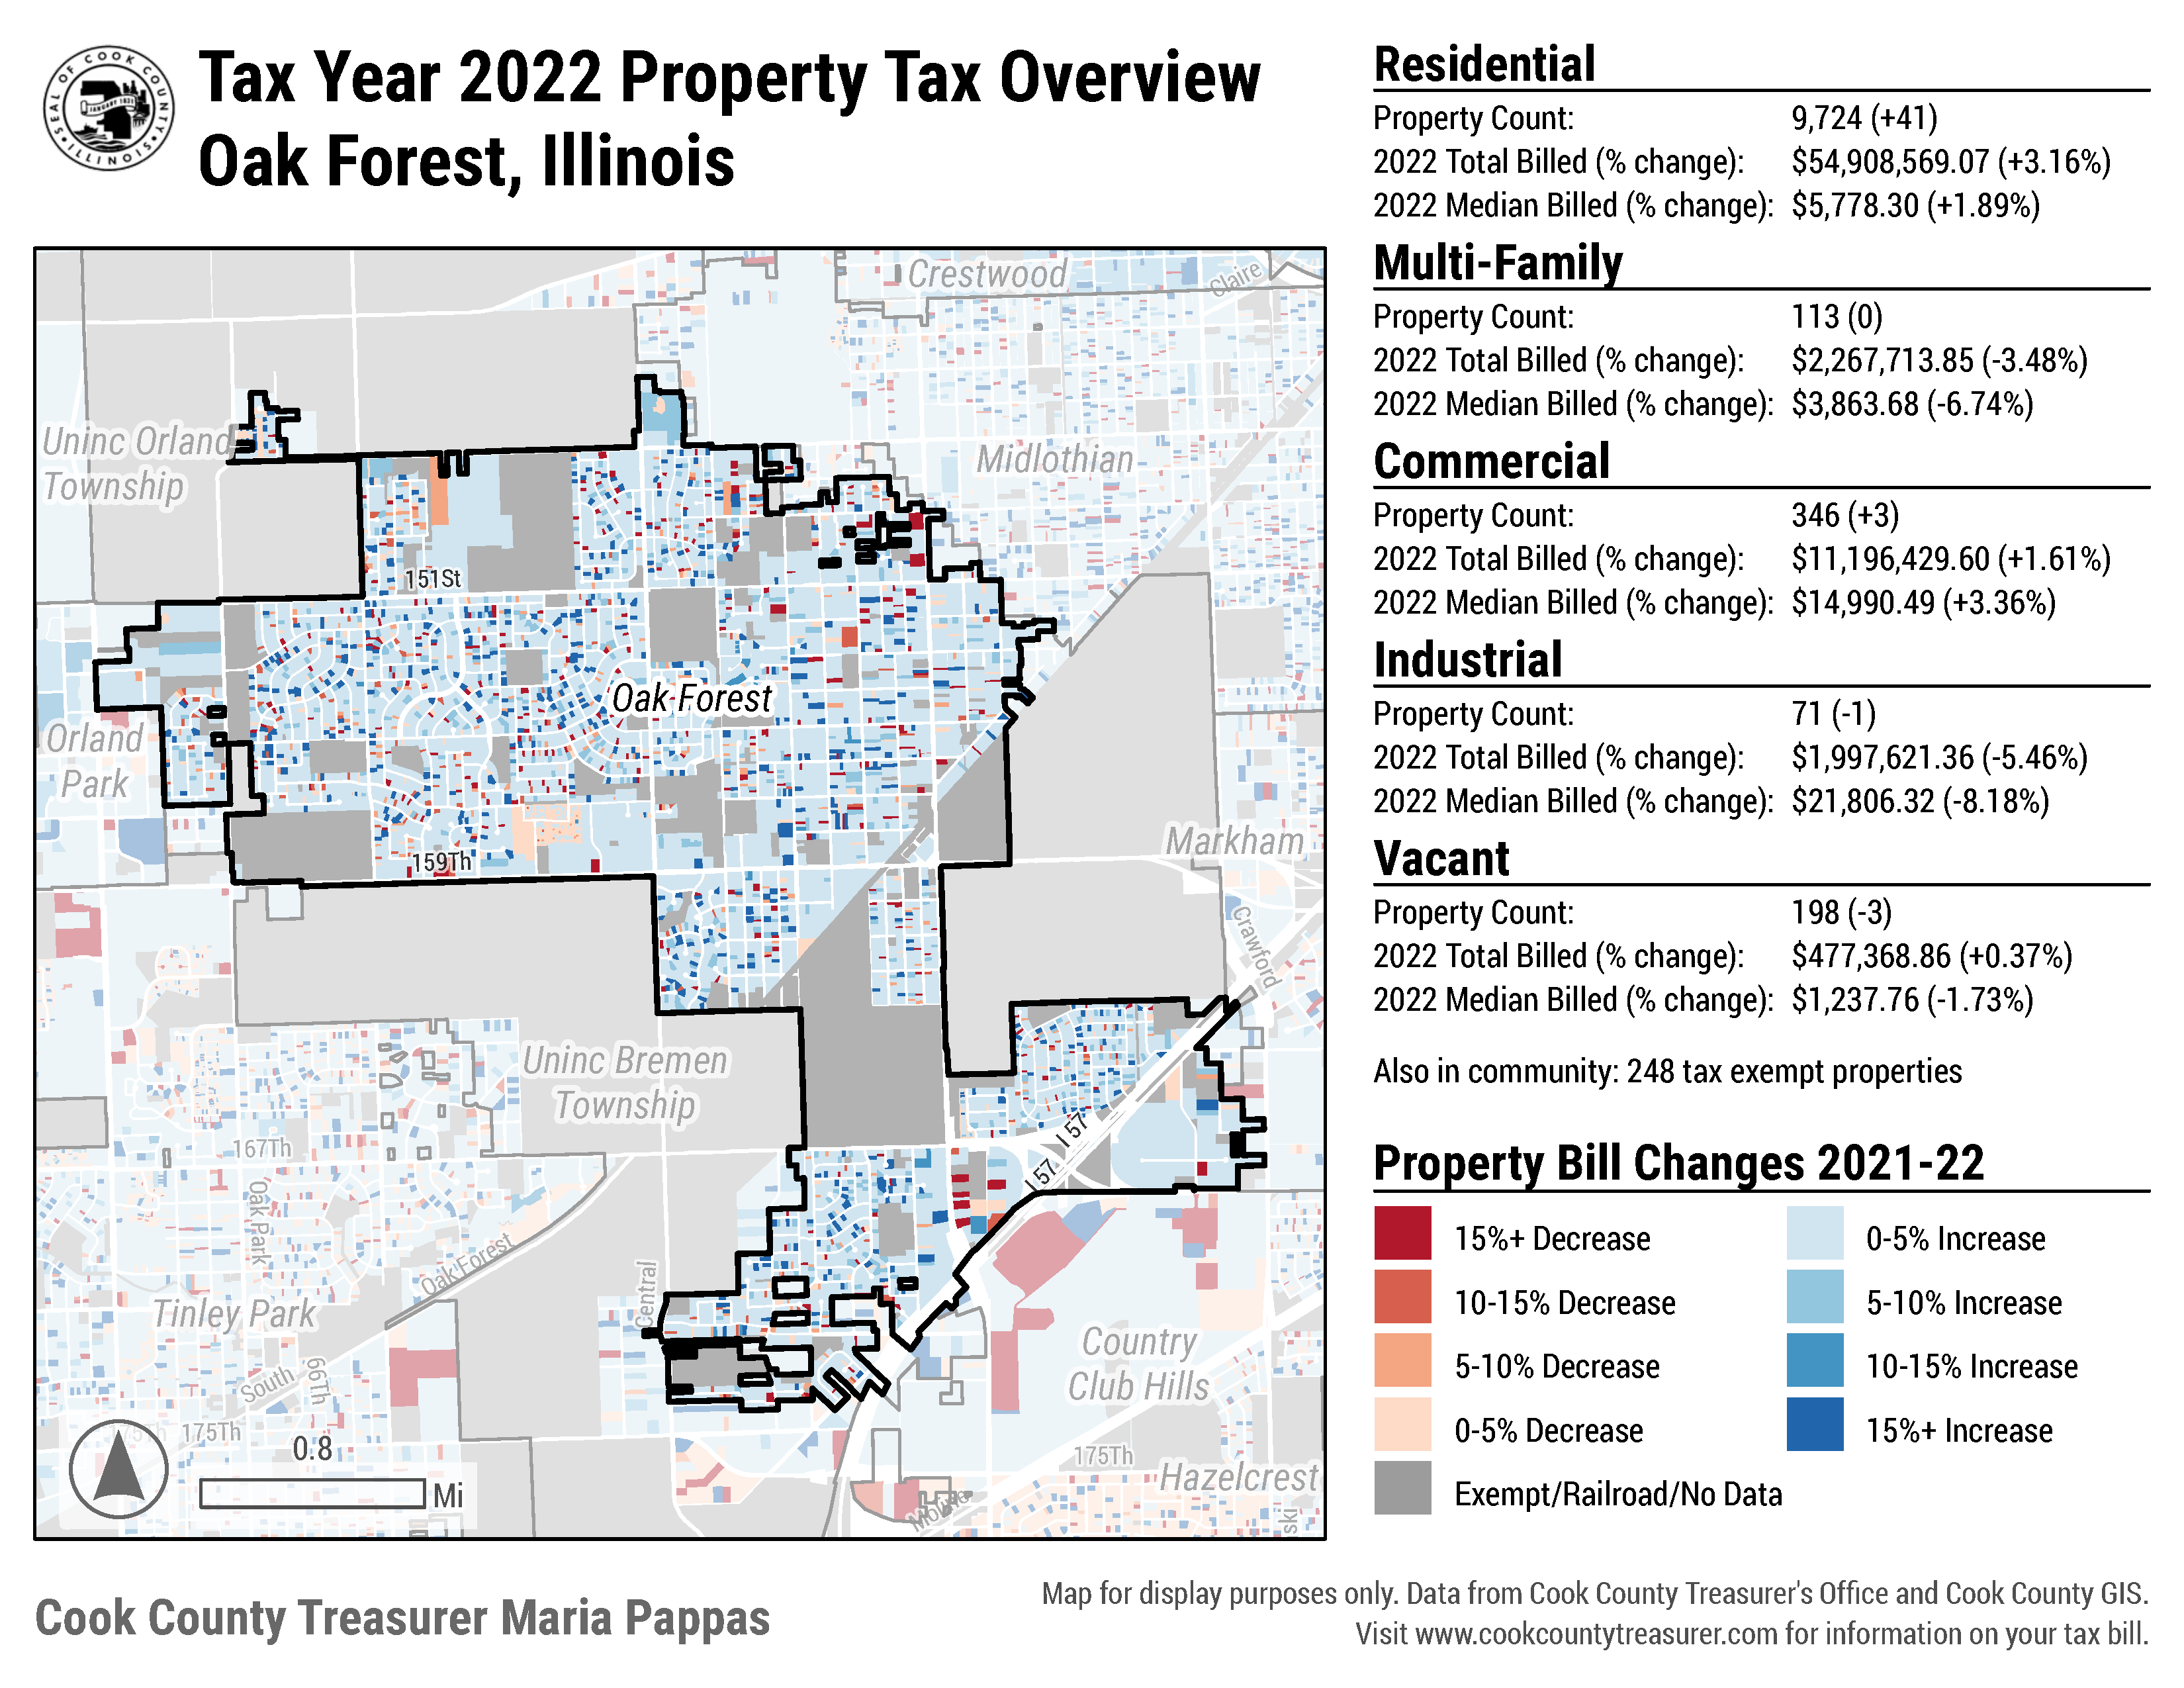 SEAL OF COOK COUNTY
ILLINOIS
JANUARY 1831
Tax Year 2022 Property Tax Overview
Oak Forest, Illinois
Crestwood
Claire
Uninc Orland
Township
Midlothian
151St
Oak Forest
Orland
Park
Markham
159Th
Crawford
Uninc Bremen
Township
I 57
I 57
167Th
Oak Park
Oak Forest
Central
Tinley Park
Country
Club Hills
South
66Th
175Th
175Th
175Th
Hazelcrest
Moline
ski
0.8
Mi
Residential
Property Count: 9,724 (+41)
2022 Total Billed (% change): $54,908,569.07 (+3.16%)
2022 Median Billed (% change): $5,778.30 (+1.89%)
Multi-Family
Property Count: 113 (0)
2022 Total Billed (% change): $2,267,713.85 (-3.48%)
2022 Median Billed (% change): $3,863.68 (-6.74%)
Commercial
Property Count: 346 (+3)
2022 Total Billed (% change): $11,196,429.60 (+1.61%)
2022 Median Billed (% change): $14,990.49 (+3.36%)
Industrial
Property Count: 71 (-1)
2022 Total Billed (% change): $1,997,621.36 (-5.46%)
2022 Median Billed (% change): $21,806.32 (-8.18%)
Vacant
Property Count: 198 (-3)
2022 Total Billed (% change): $477,368.86 (+0.37%)
2022 Median Billed (% change): $1,237.76 (-1.73%)
Also in community: 248 tax exempt properties
Property Bill Changes 2021-22
15%+ Decrease
0-5% Increase
10-15% Decrease
5-10% Increase
5-10% Decrease
10-15% Increase
0-5% Decrease
15%+ Increase
Exempt/Railroad/No Data
Cook County Treasurer Maria Pappas
Map for display purposes only. Data from Cook County Treasurer's Office and Cook County GIS.
Visit www.cookcountytreasurer.com for information on your tax bill.